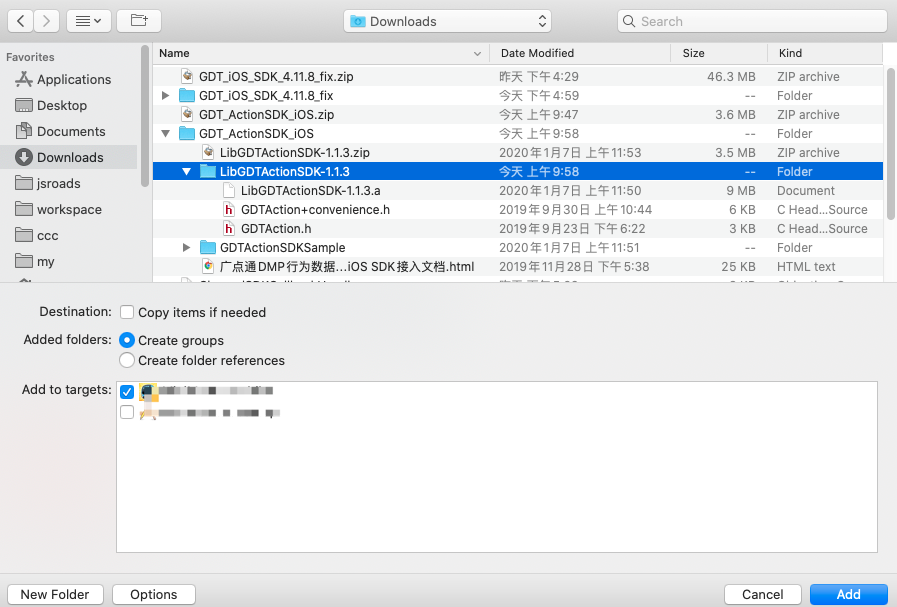 Downloads
Search
Favorites
Applications
Desktop
Documents
Downloads
jsroads
workspace
ccc
my
Name Date Modified Size Kind
GDT_iOS_SDK_4.11.8_fix.zip 昨天 下午4:29 46.3 MB ZIP archive
GDT_iOS_SDK_4.11.8_fix 今天 下午4:59 -- Folder
GDT_ActionSDK_iOS.zip 今天 上午9:47 3.6 MB ZIP archive
GDT_ActionSDK_iOS 今天 上午9:58 -- Folder
LibGDTActionSDK-1.1.3.zip 2020年1月7日 上午11:53 3.5 MB ZIP archive
LibGDTActionSDK-1.1.3 今天 上午9:58 -- Folder
LibGDTActionSDK-1.1.3.a 2020年1月7日 上午11:50 9 MB Document
GDTAction+convenience.h 2019年9月30日 上午10:44 6 KB C Head...Source
GDTAction.h 2019年9月23日 下午6:22 3 KB C Head...Source
GDTActionSDKSample 2020年1月7日 上午11:51 -- Folder
广点通DMP行为数据...iOS SDK接入文档.html 2019年11月28日 下午5:38 25 KB HTML text
Destination: Copy items if needed
Added folders: Create groups
Create folder references
Add to targets:
New Folder Options Cancel Add